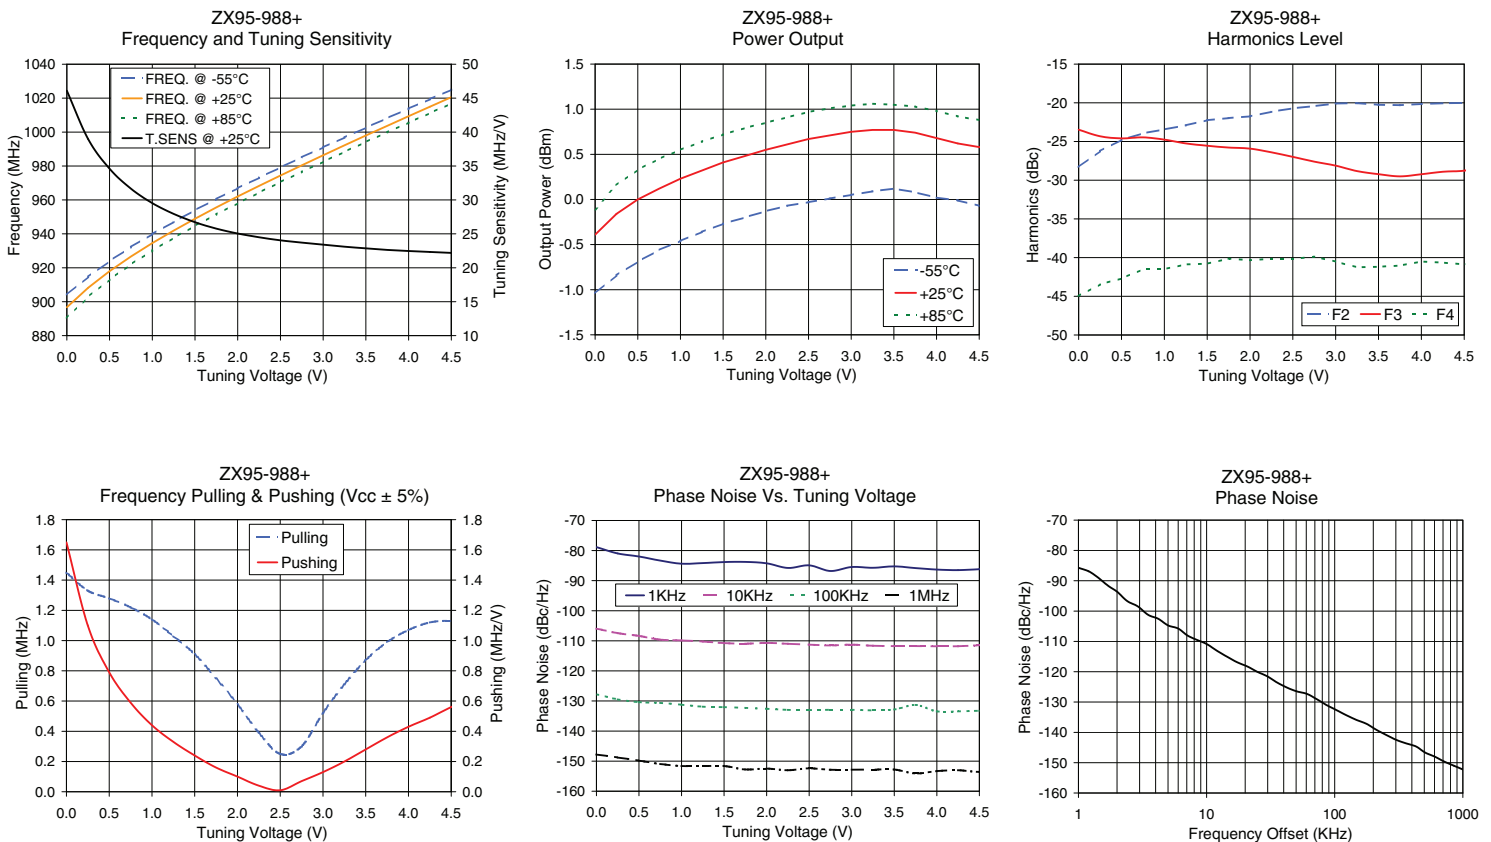 ZX95-988+
Frequency and Tuning Sensitivity
1040
1020
1000
980
960
940
920
900
880
Frequency (MHz)
50
45
40
35
30
25
20
15
10
Tuning Sensitivity (MHz/V)
FREQ. @ -55°C
FREQ. @ +25°C
FREQ. @ +85°C
T.SENS @ +25°C
0.0 0.5 1.0 1.5 2.0 2.5 3.0 3.5 4.0 4.5
Tuning Voltage (V)
ZX95-988+
Power Output
1.5
1.0
0.5
0.0
-0.5
-1.0
-1.5
Output Power (dBm)
-55°C
+25°C
+85°C
0.0 0.5 1.0 1.5 2.0 2.5 3.0 3.5 4.0 4.5
Tuning Voltage (V)
ZX95-988+
Harmonics Level
-15
-20
-25
-30
-35
-40
-45
-50
Harmonics (dBc)
F2 F3 F4
0.0 0.5 1.0 1.5 2.0 2.5 3.0 3.5 4.0 4.5
Tuning Voltage (V)
ZX95-988+
Frequency Pulling & Pushing (Vcc ± 5%)
1.8
1.6
1.4
1.2
1.0
0.8
0.6
0.4
0.2
0.0
Pulling (MHz)
1.8
1.6
1.4
1.2
1.0
0.8
0.6
0.4
0.2
0.0
Pushing (MHz/V)
Pulling
Pushing
0.0 0.5 1.0 1.5 2.0 2.5 3.0 3.5 4.0 4.5
Tuning Voltage (V)
ZX95-988+
Phase Noise Vs. Tuning Voltage
-70
-80
-90
-100
-110
-120
-130
-140
-150
-160
Phase Noise (dBc/Hz)
1KHz 10KHz 100KHz 1MHz
0.0 0.5 1.0 1.5 2.0 2.5 3.0 3.5 4.0 4.5
Tuning Voltage (V)
ZX95-988+
Phase Noise
-70
-80
-90
-100
-110
-120
-130
-140
-150
-160
Phase Noise (dBc/Hz)
1 10 100 1000
Frequency Offset (KHz)